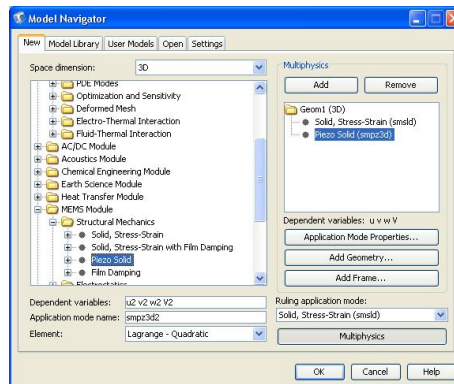 Model Navigator
New Model Library User Models Open Settings
Space dimension: 3D
PDE Modes
Optimization and Sensitivity
Deformed Mesh
Electro-Thermal Interaction
Fluid-Thermal Interaction
AC/DC Module
Acoustics Module
Chemical Engineering Module
Earth Science Module
Heat Transfer Module
MEMS Module
Structural Mechanics
Solid, Stress-Strain
Solid, Stress-Strain with Film Damping
Piezo Solid
Film Damping
Electrostatics
Dependent variables: u2 v2 w2 V2
Application mode name: smpz3d2
Element: Lagrange - Quadratic
Multiphysics
Add Remove
Geom1 (3D)
Solid, Stress-Strain (smsld)
Piezo Solid (smpz3d)
Dependent variables: u v w V
Application Mode Properties...
Add Geometry...
Add Frame...
Ruling application mode:
Solid, Stress-Strain (smsld)
Multiphysics
OK Cancel Help